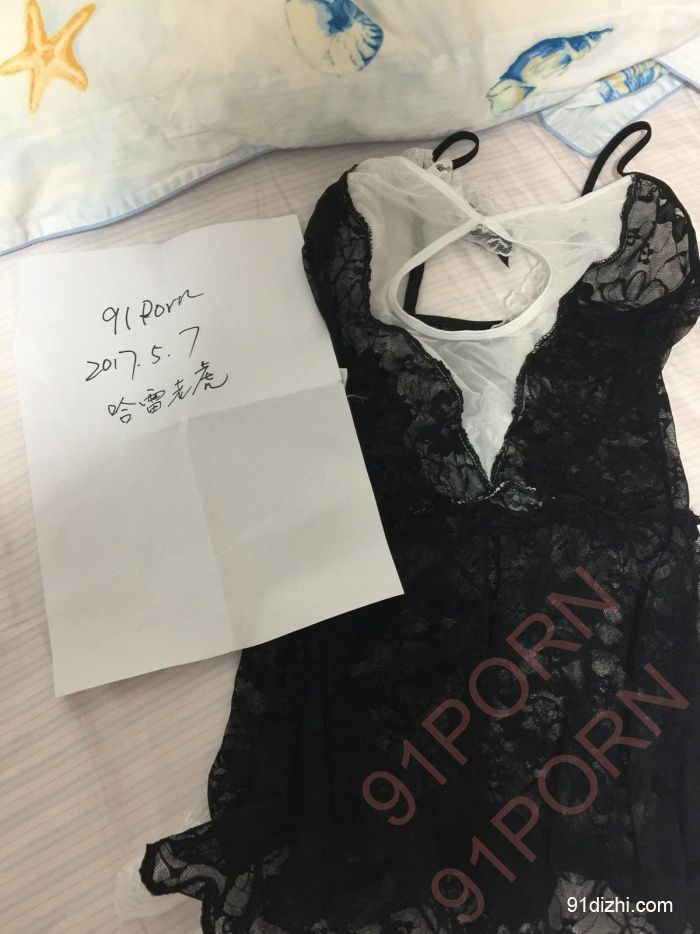 91Porn
2017.5.7
哈雷老虎
91PORN
91PORN
91dizhi.com